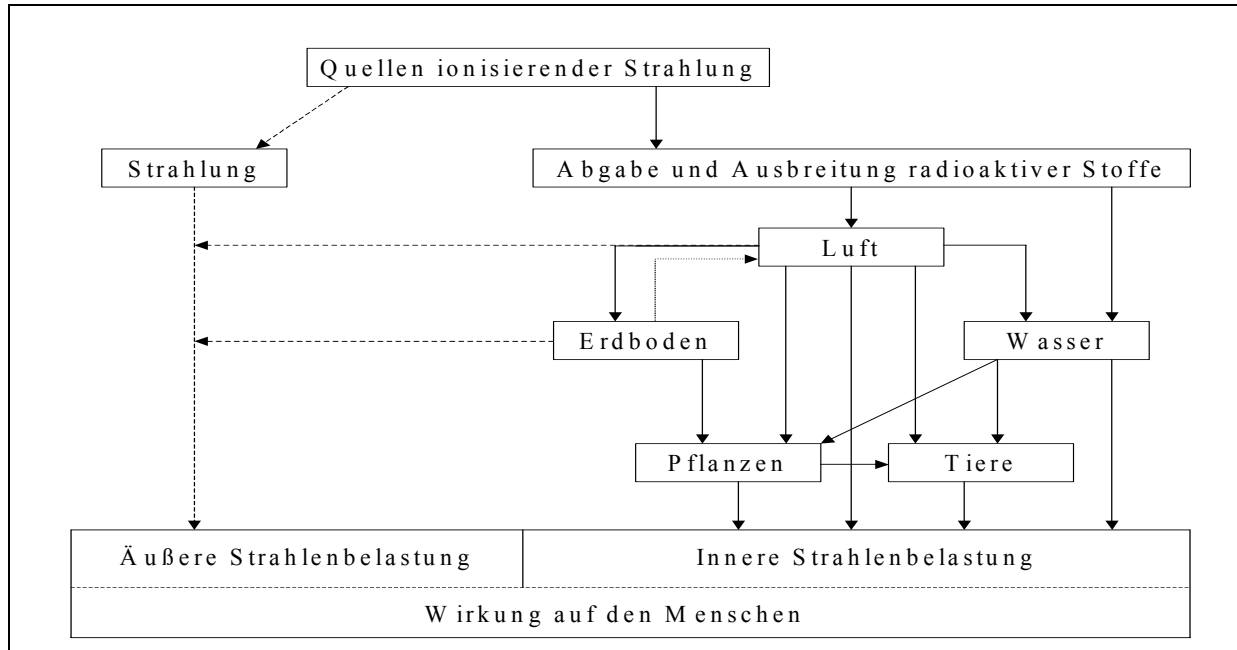 Quellen ionisierender Strahlung
Strahlung
Abgabe und Ausbreitung radioaktiver Stoffe
Luft
Erdboden
Wasser
Pflanzen
Tiere
Äußere Strahlenbelastung
Innere Strahlenbelastung
Wirkung auf den Menschen